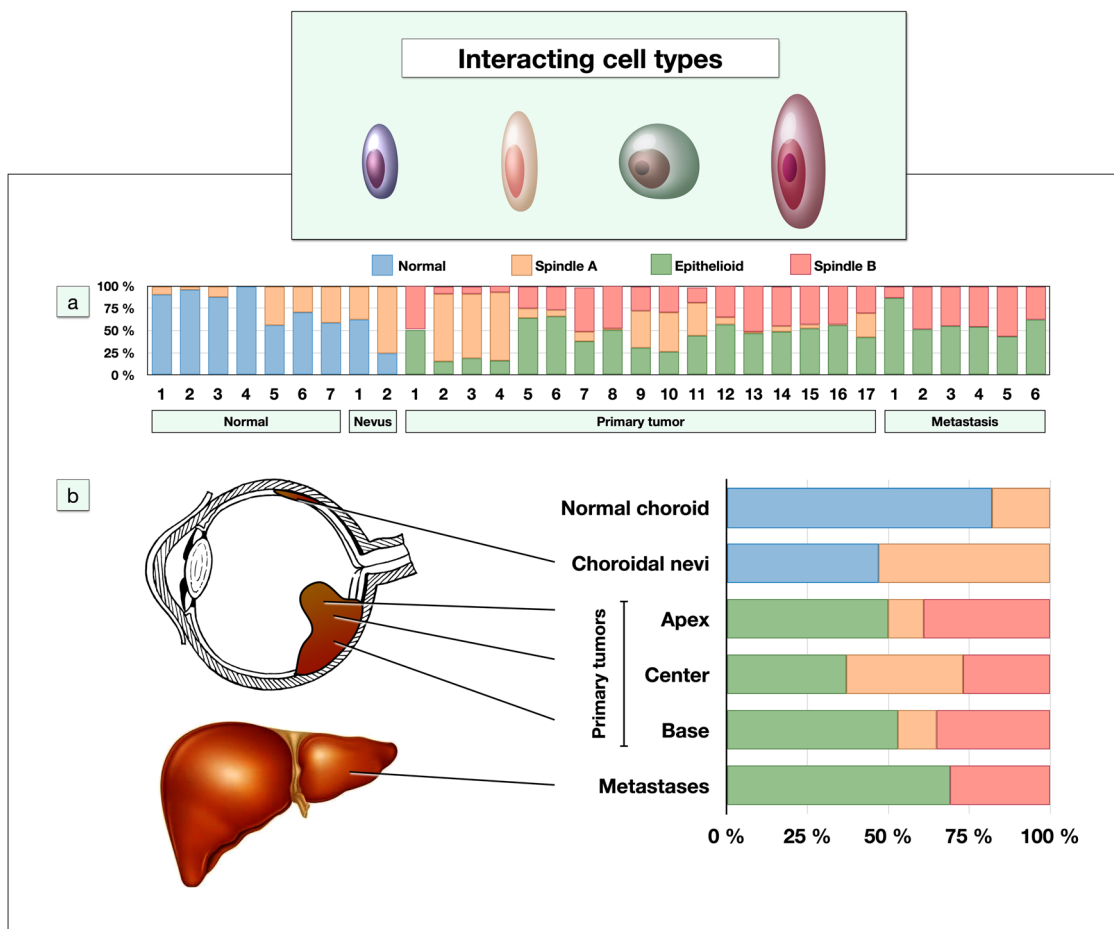 Interacting cell types
Normal Spindle A Epithelioid Spindle B
a
100 %
75 %
50 %
25 %
0 %
1 2 3 4 5 6 7 1 2 1 2 3 4 5 6 7 8 9 10 11 12 13 14 15 16 17 1 2 3 4 5 6
Normal Nevus Primary tumor Metastasis
b
Normal choroid
Choroidal nevi
Primary tumors
Apex
Center
Base
Metastases
0 % 25 % 50 % 75 % 100 %